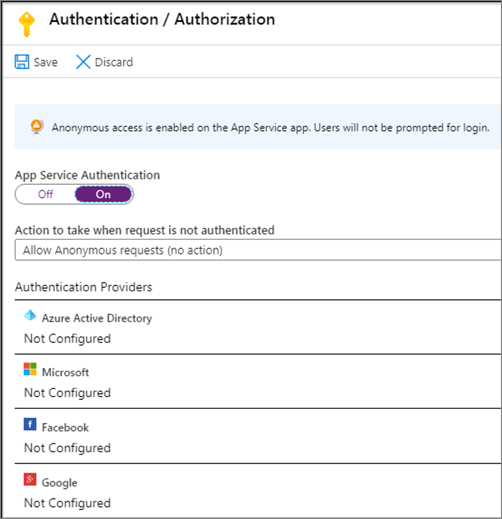 Authentication / Authorization
Save Discard
Anonymous access is enabled on the App Service app. Users will not be prompted for login.
App Service Authentication
Off On
Action to take when request is not authenticated
Allow Anonymous requests (no action)
Authentication Providers
Azure Active Directory
Not Configured
Microsoft
Not Configured
Facebook
Not Configured
Google
Not Configured